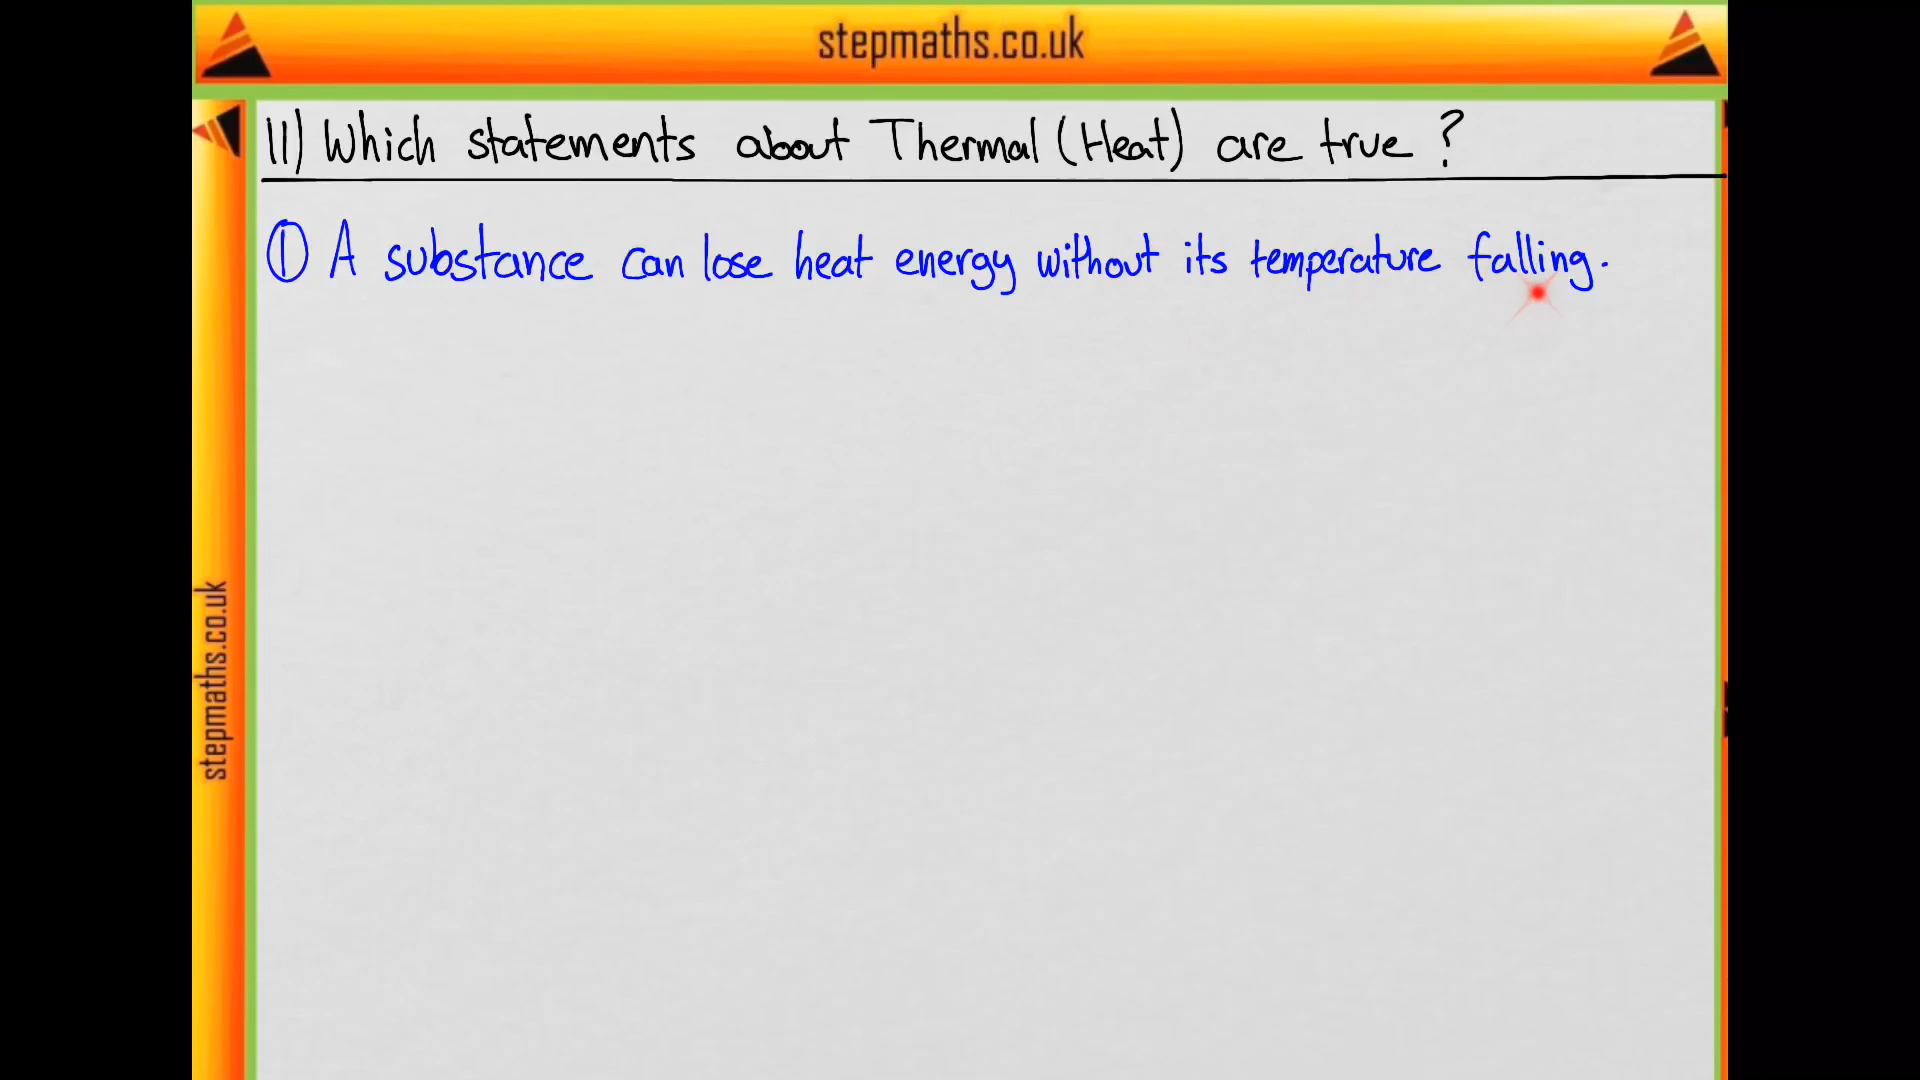 stepmaths.co.uk
11) Which statements about Thermal (Heat) are true?
① A substance can lose heat energy without its temperature falling.
stepmaths.co.uk